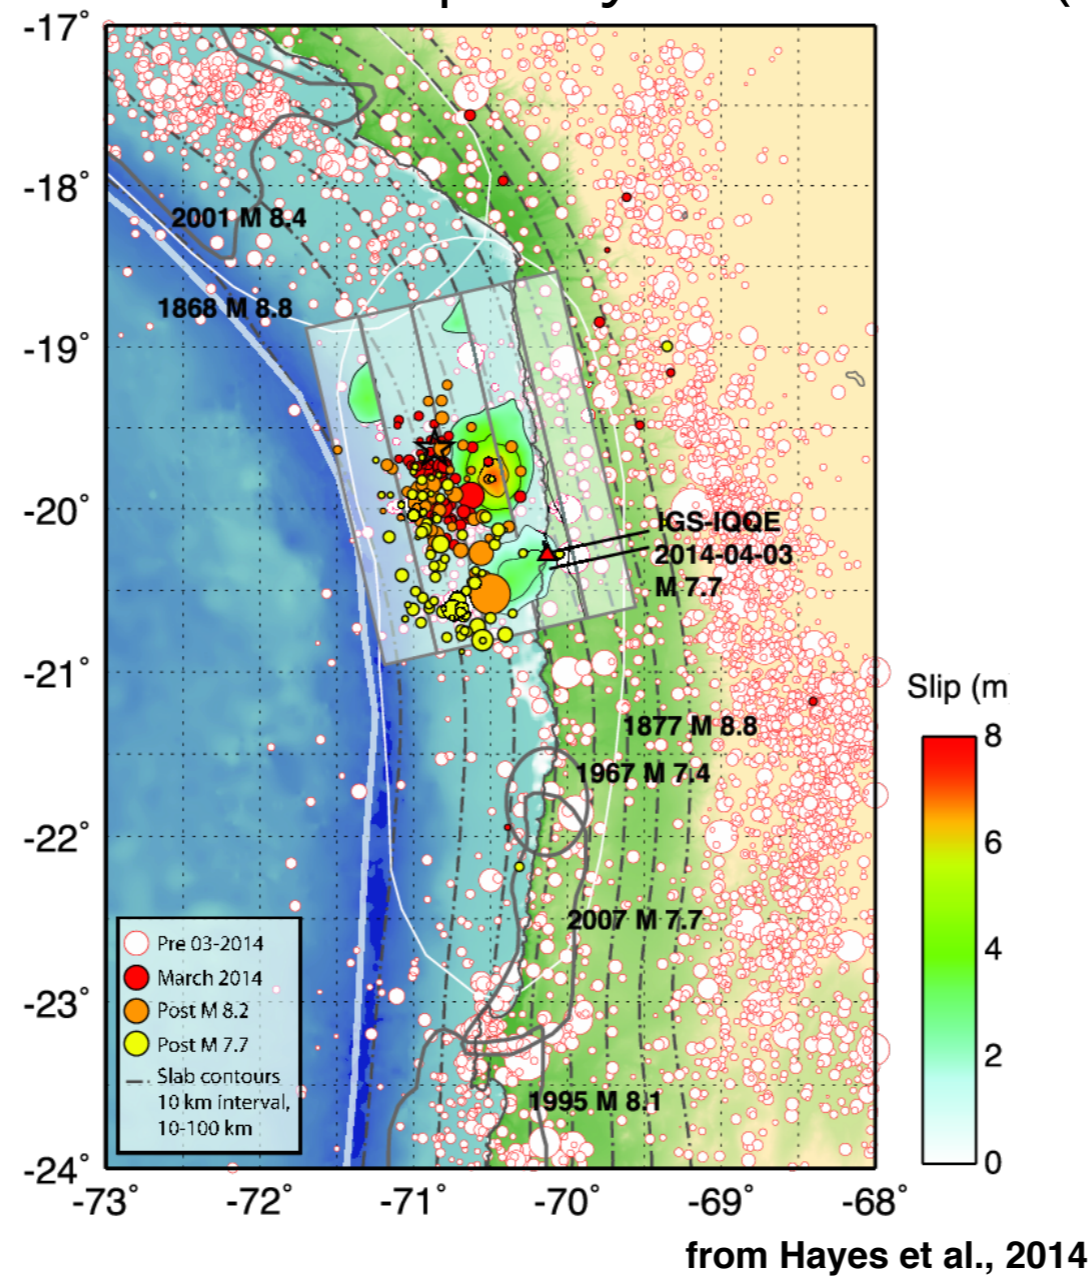 -17°
-18°
-19°
-20°
-21°
-22°
-23°
-24°
2001 M 8.4
1868 M 8.8
IGS-IQQE
2014-04-03
M 7.7
1877 M 8.8
1967 M 7.4
2007 M 7.7
1995 M 8.1
Pre 03-2014
March 2014
Post M 8.2
Post M 7.7
Slab contours
10 km interval,
10-100 km
-73° -72° -71° -70° -69° -68°
Slip (m
8
6
4
2
0
from Hayes et al., 2014